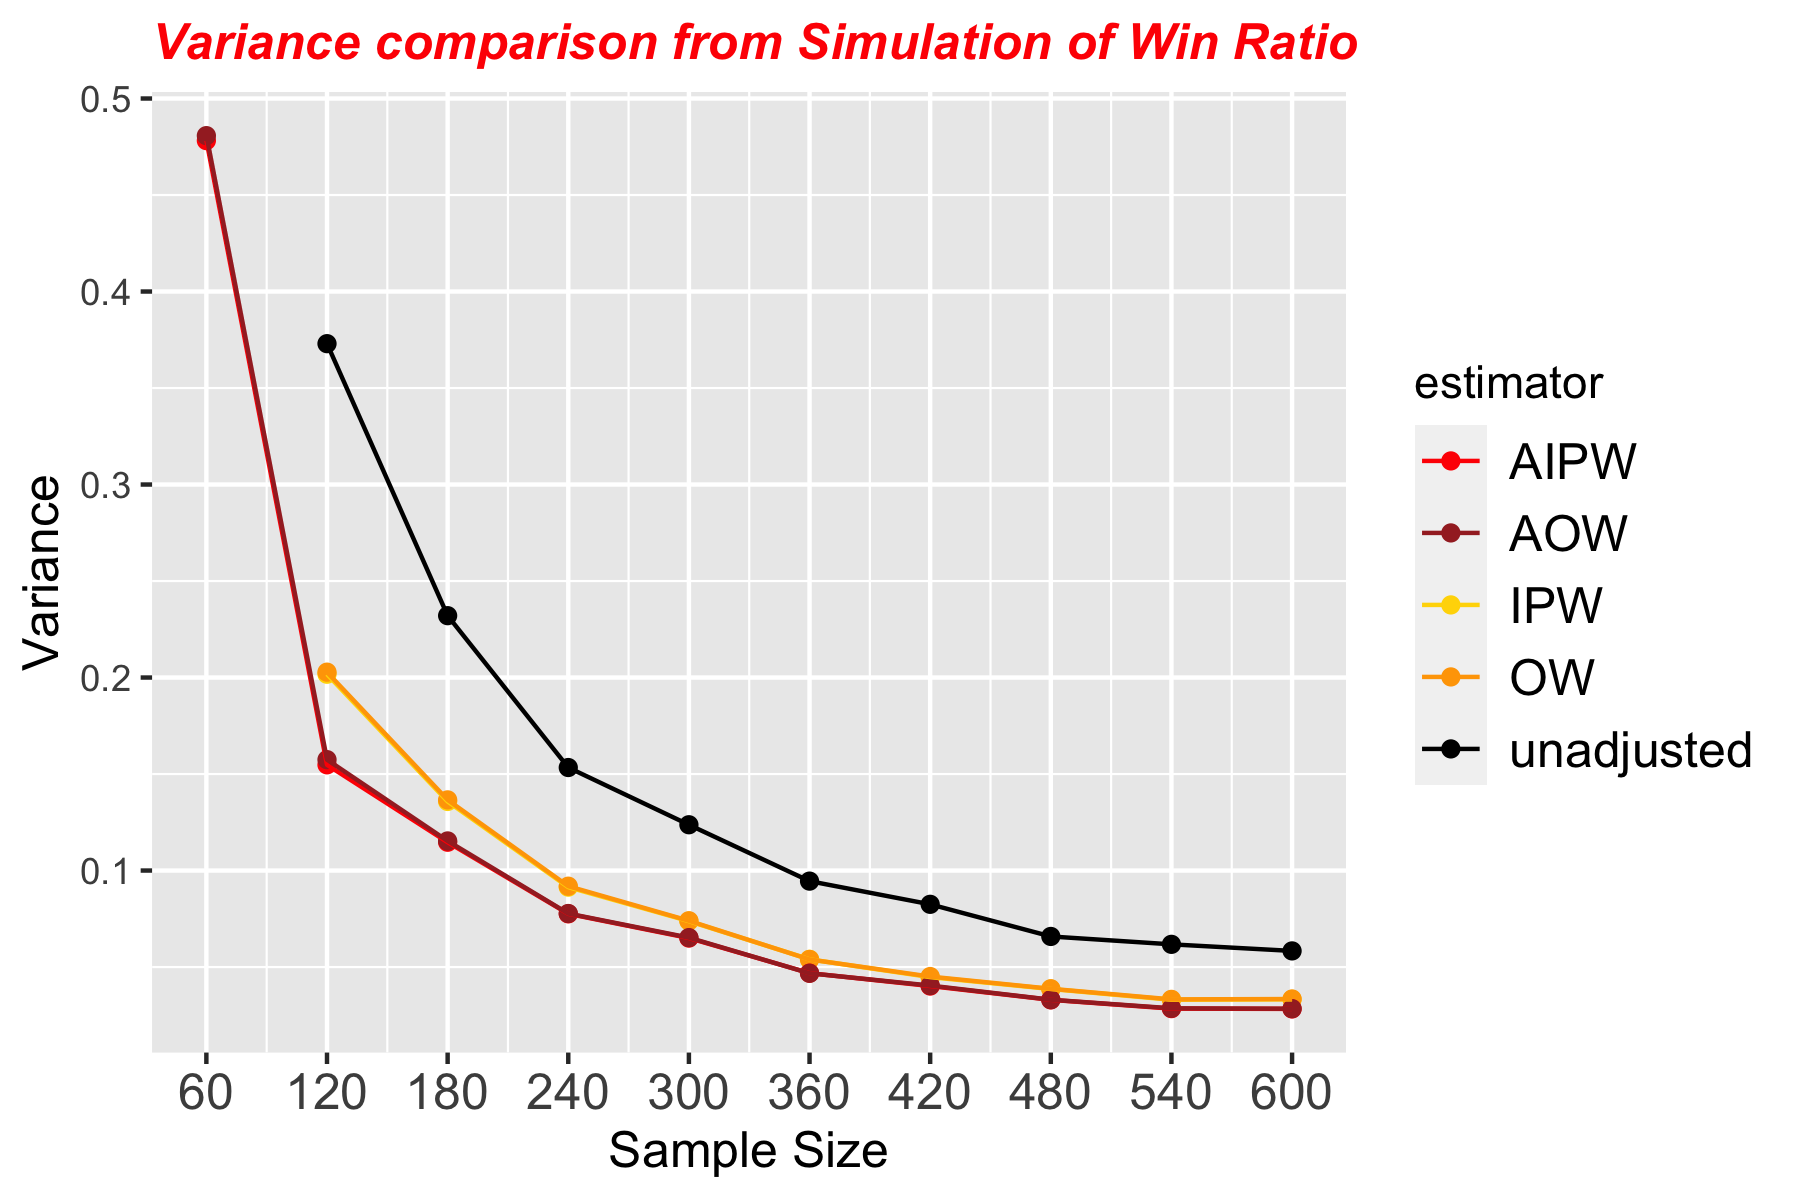 Variance comparison from Simulation of Win Ratio
0.5
0.4
0.3
0.2
0.1
Variance
60 120 180 240 300 360 420 480 540 600
Sample Size
estimator
AIPW
AOW
IPW
OW
unadjusted